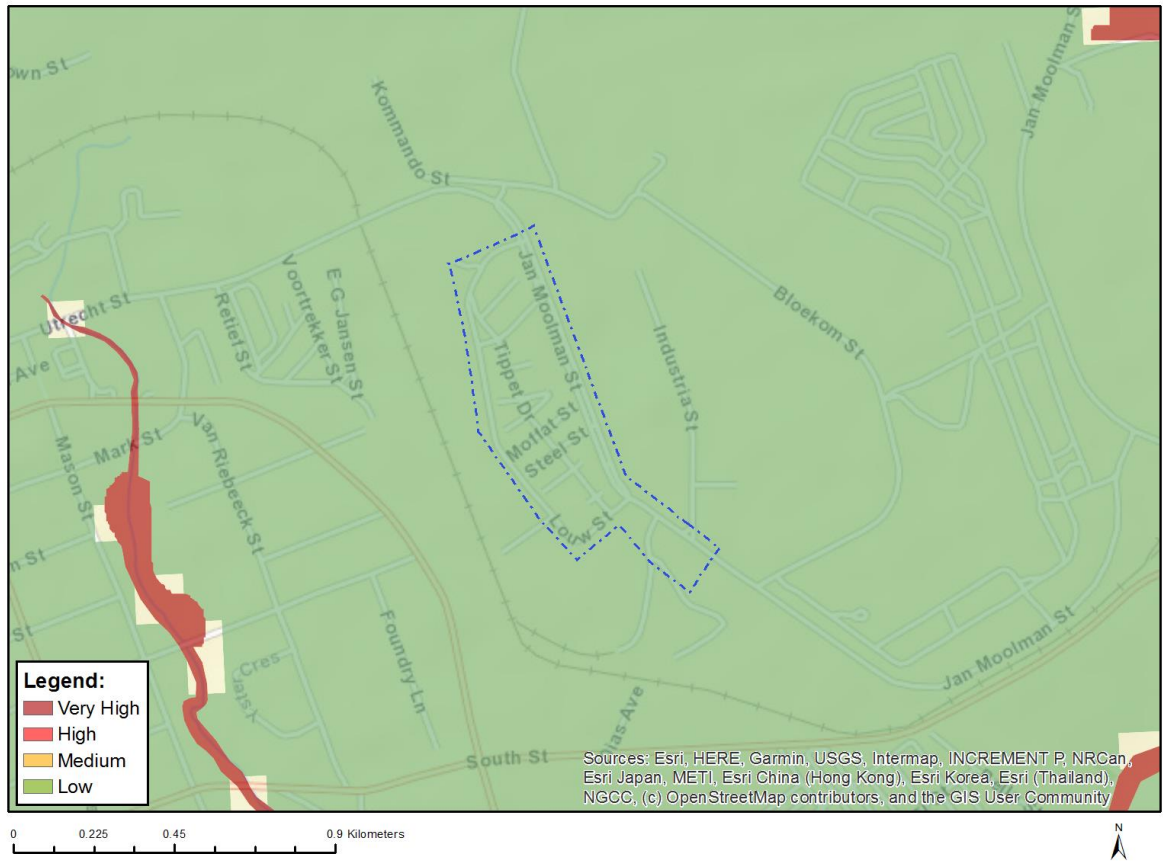 own St
Kommando St
Jan Moolman S
Utrecht St
Retief St
Voortrekker St
E G Jansen St
Jan Moolman St
Industria St
Bloekom St
Ave
Tippet Dr
Moffat St
Steel St
Mark St
Mason St
Van Riebeeck St
Louw St
n St
St
Foundry Ln
Cres
Jan Moolman St
Dias Ave
South St
Legend:
Very High
High
Medium
Low
Sources: Esri, HERE, Garmin, USGS, Intermap, INCREMENT P, NRCan,
Esri Japan, METI, Esri China (Hong Kong), Esri Korea, Esri (Thailand),
NGCC, (c) OpenStreetMap contributors, and the GIS User Community
0 0.225 0.45 0.9 Kilometers
N